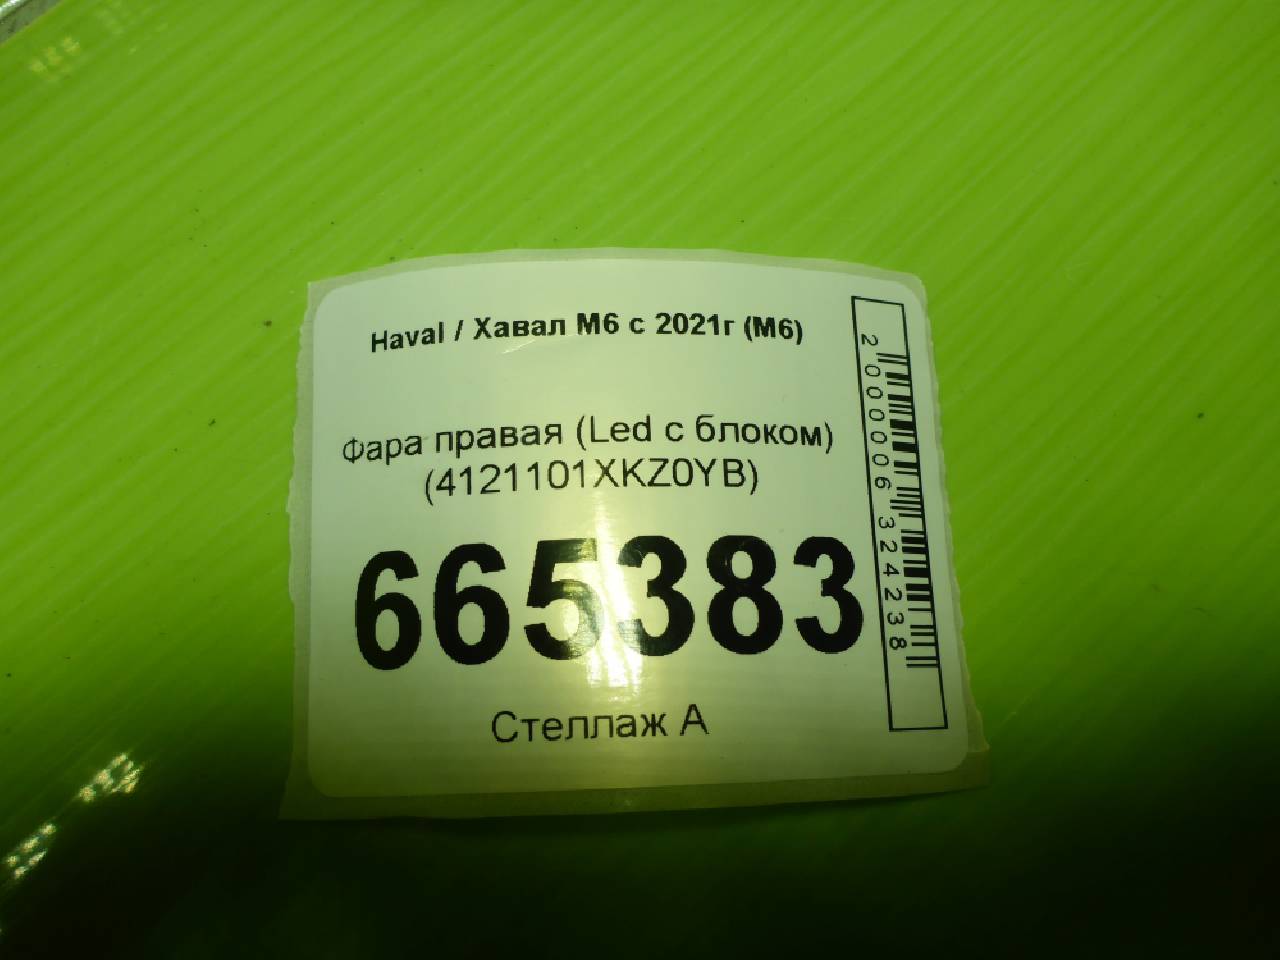 Haval / Хавал М6 с 2021г (М6)
Фара правая (Led с блоком)
(4121101XKZ0YB)
665383
Стеллаж А
2000006324238